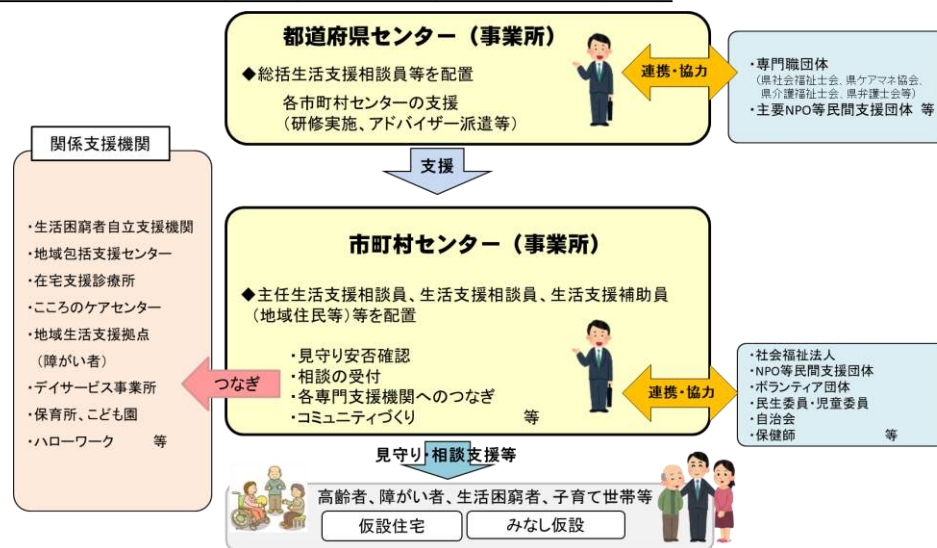 都道府県センター（事業所）
◆総括生活支援相談員等を配置
各市町村センターの支援
（研修実施、アドバイザー派遣等）
連携・協力
・専門職団体
（県社会福祉士会、県ケアマネ協会、
県介護福祉士会、県弁護士会等）
・主要NPO等民間支援団体 等
支援
関係支援機関
・生活困窮者自立支援機関
・地域包括支援センター
・在宅支援診療所
・こころのケアセンター
・地域生活支援拠点
（障がい者）
・デイサービス事業所
・保育所、こども園
・ハローワーク 等
つなぎ
市町村センター（事業所）
◆主任生活支援相談員、生活支援相談員、生活支援補助員
（地域住民等）等を配置
・見守り安否確認
・相談の受付
・各専門支援機関へのつなぎ
・コミュニティづくり 等
連携・協力
・社会福祉法人
・NPO等民間支援団体
・ボランティア団体
・民生委員・児童委員
・自治会
・保健師 等
見守り・相談支援等
高齢者、障がい者、生活困窮者、子育て世帯等
仮設住宅
みなし仮設